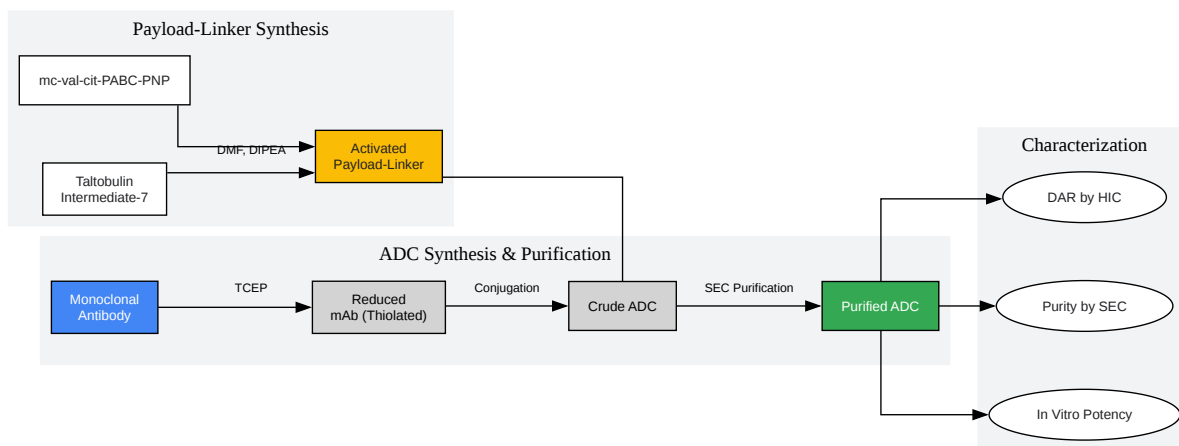 Payload-Linker Synthesis
mc-val-cit-PABC-PNP
DMF, DIPEA
Activated
Payload-Linker
Taltobulin
Intermediate-7
Characterization
DAR by HIC
ADC Synthesis & Purification
Monoclonal
Antibody
TCEP
Reduced
mAb (Thiolated)
Conjugation
Crude ADC
SEC Purification
Purified ADC
Purity by SEC
In Vitro Potency